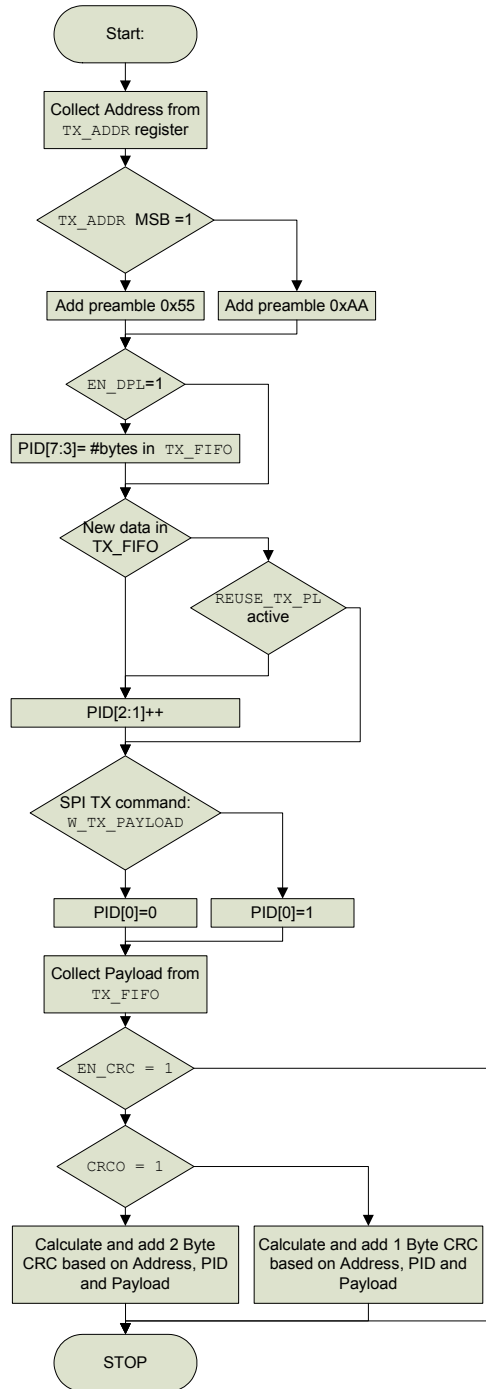 Start:
Collect Address from
TX_ADDR register
TX_ADDR MSB =1
Add preamble 0x55
Add preamble 0xAA
EN_DPL=1
PID[7:3]= #bytes in TX_FIFO
New data in
TX_FIFO
REUSE_TX_PL
active
PID[2:1]++
SPI TX command:
W_TX_PAYLOAD
PID[0]=0
PID[0]=1
Collect Payload from
TX_FIFO
EN_CRC = 1
CRCO = 1
Calculate and add 2 Byte
CRC based on Address, PID
and Payload
Calculate and add 1 Byte CRC
based on Address, PID and
Payload
STOP